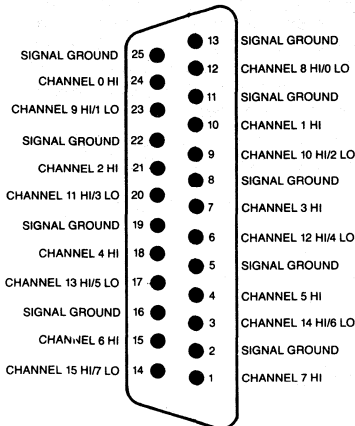 13 SIGNAL GROUND
SIGNAL GROUND 25
12 CHANNEL 8 HI/0 LO
CHANNEL 0 HI 24
11 SIGNAL GROUND
CHANNEL 9 HI/1 LO 23
10 CHANNEL 1 HI
SIGNAL GROUND 22
9 CHANNEL 10 HI/2 LO
CHANNEL 2 HI 21
8 SIGNAL GROUND
CHANNEL 11 HI/3 LO 20
7 CHANNEL 3 HI
SIGNAL GROUND 19
6 CHANNEL 12 HI/4 LO
CHANNEL 4 HI 18
5 SIGNAL GROUND
CHANNEL 13 HI/5 LO 17
4 CHANNEL 5 HI
SIGNAL GROUND 16
3 CHANNEL 14 HI/6 LO
CHANNEL 6 HI 15
2 SIGNAL GROUND
CHANNEL 15 HI/7 LO 14
1 CHANNEL 7 HI